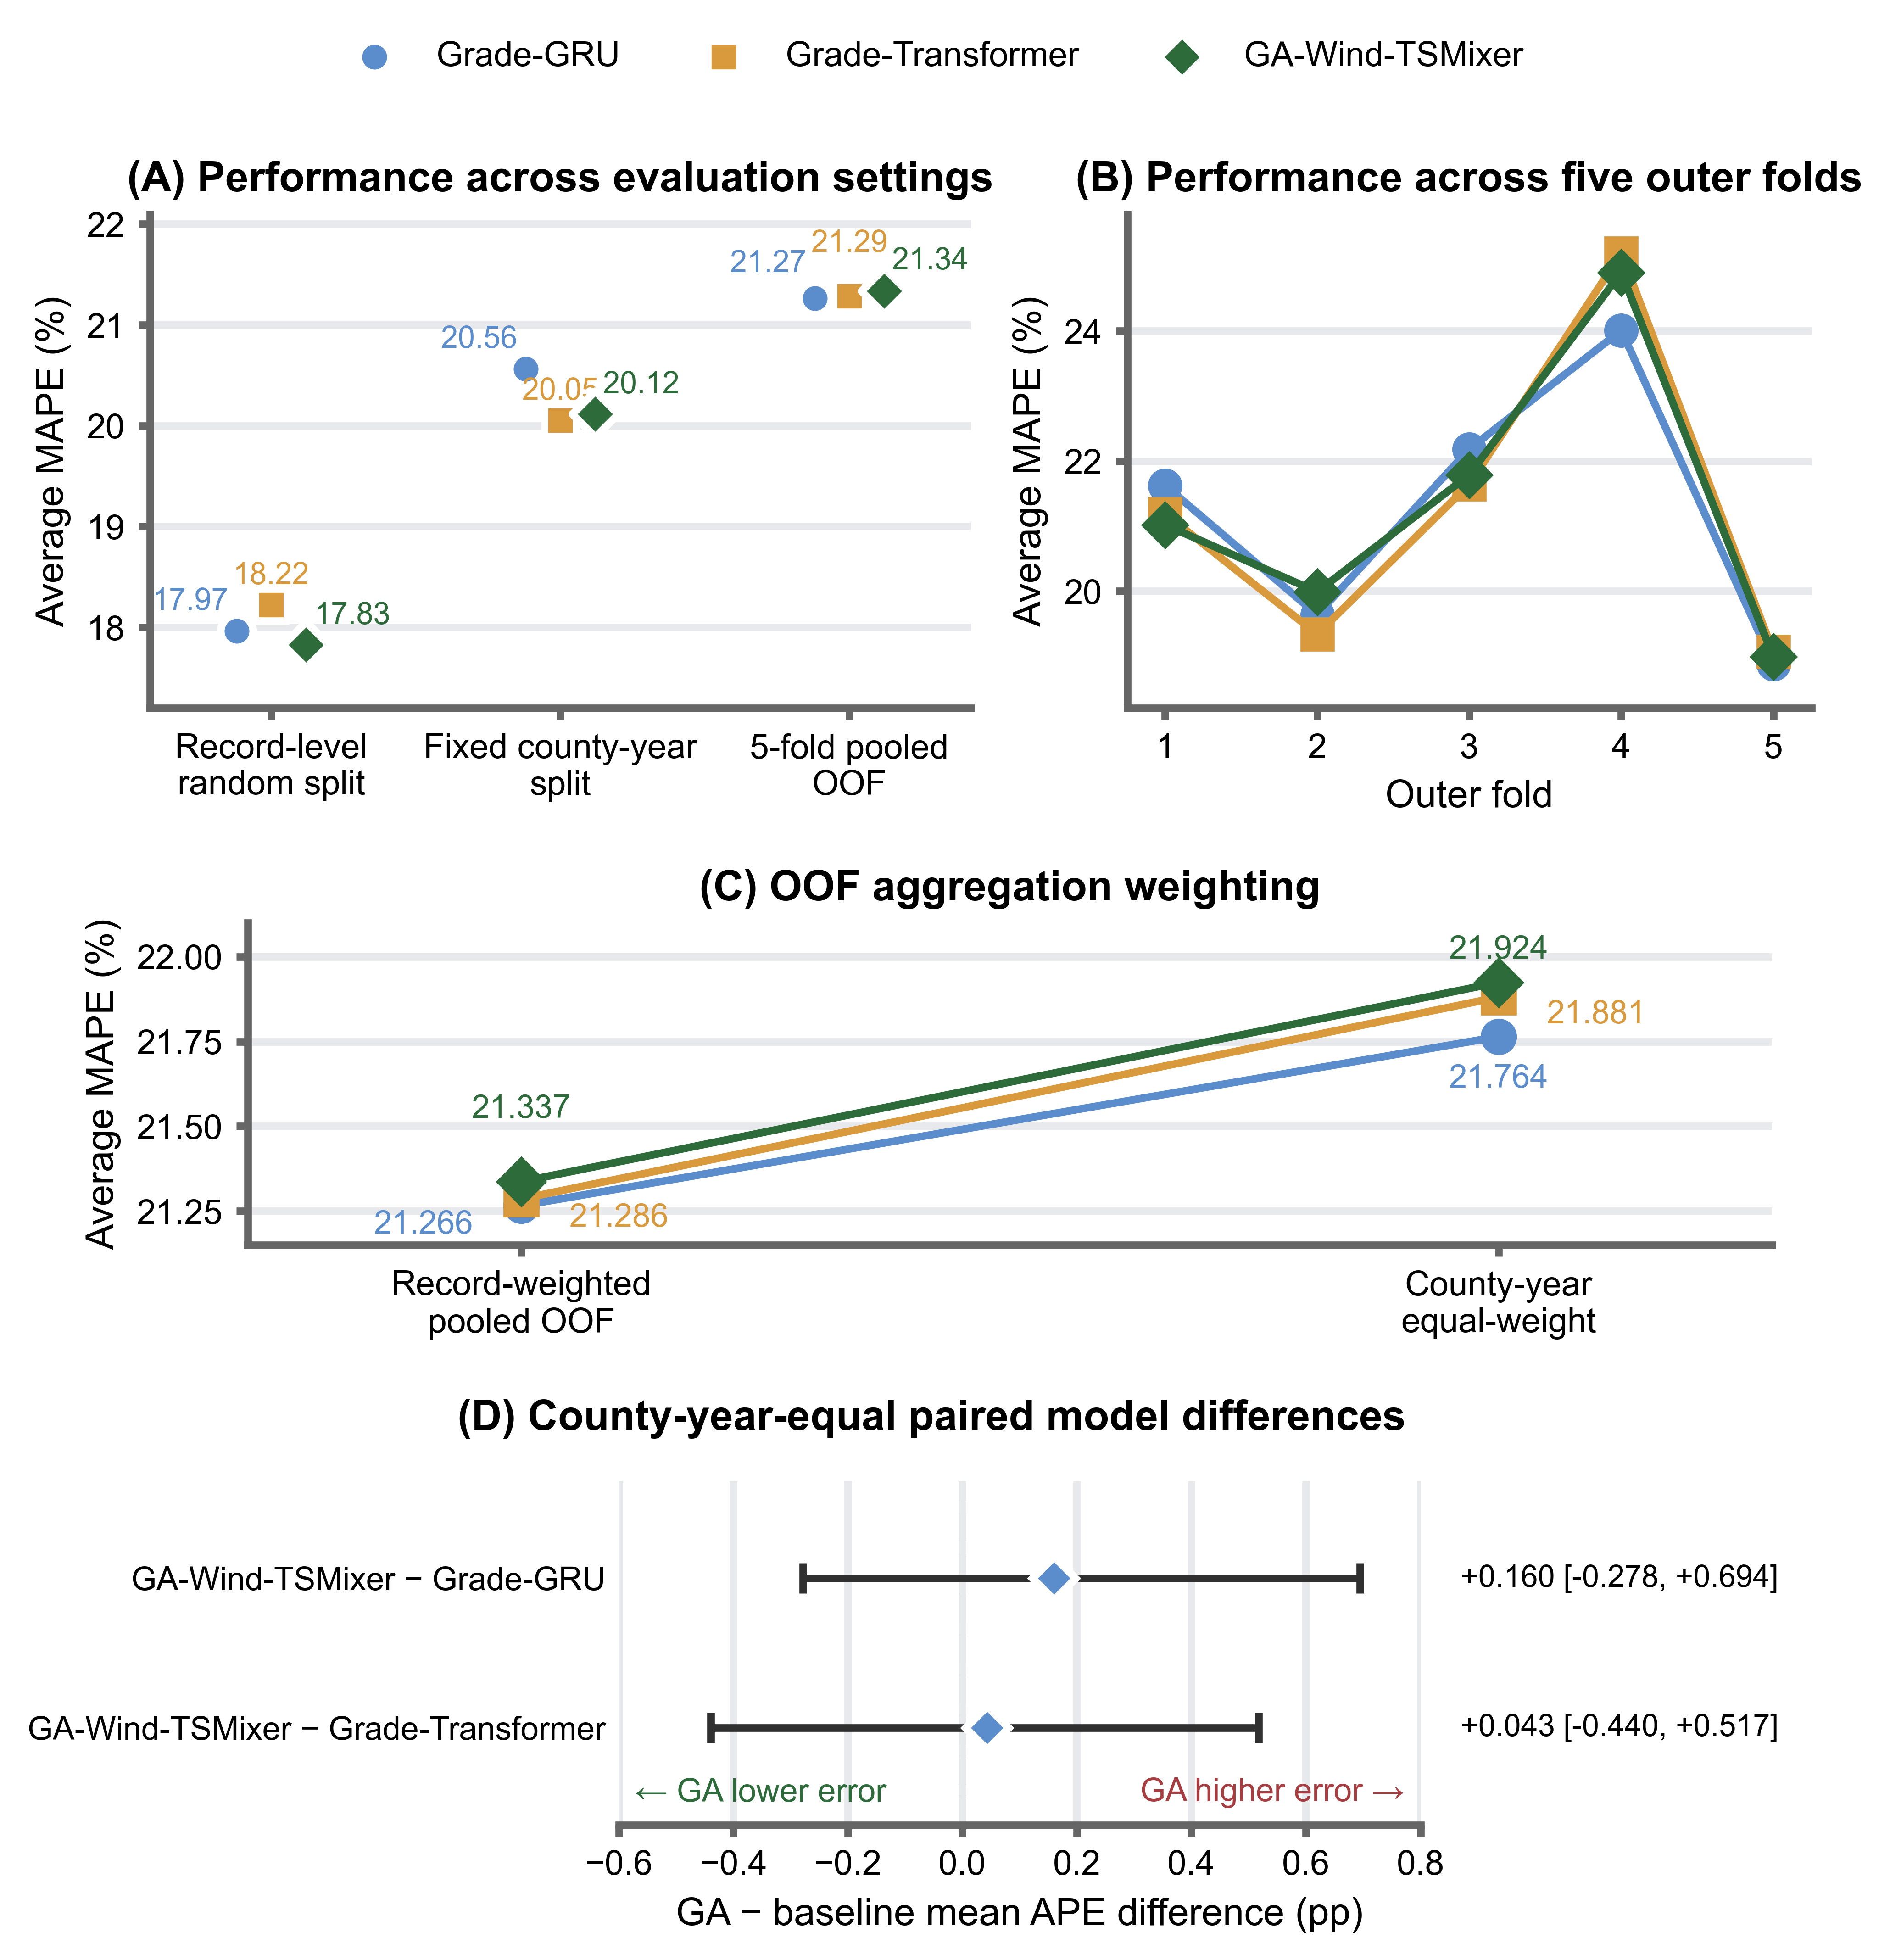 Grade-GRU
Grade-Transformer
GA-Wind-TSMixer
(A) Performance across evaluation settings
Average MAPE (%)
22
21
20
19
18
17.97
18.22
17.83
20.56
20.05
20.12
21.27
21.29
21.34
Record-level
random split
Fixed county-year
split
5-fold pooled
OOF
(B) Performance across five outer folds
Average MAPE (%)
24
22
20
1
2
3
4
5
Outer fold
(C) OOF aggregation weighting
Average MAPE (%)
22.00
21.75
21.50
21.25
21.337
21.266
21.286
21.924
21.881
21.764
Record-weighted
pooled OOF
County-year
equal-weight
(D) County-year-equal paired model differences
GA-Wind-TSMixer − Grade-GRU
+0.160 [-0.278, +0.694]
GA-Wind-TSMixer − Grade-Transformer
+0.043 [-0.440, +0.517]
← GA lower error
GA higher error →
−0.6
−0.4
−0.2
0.0
0.2
0.4
0.6
0.8
GA − baseline mean APE difference (pp)